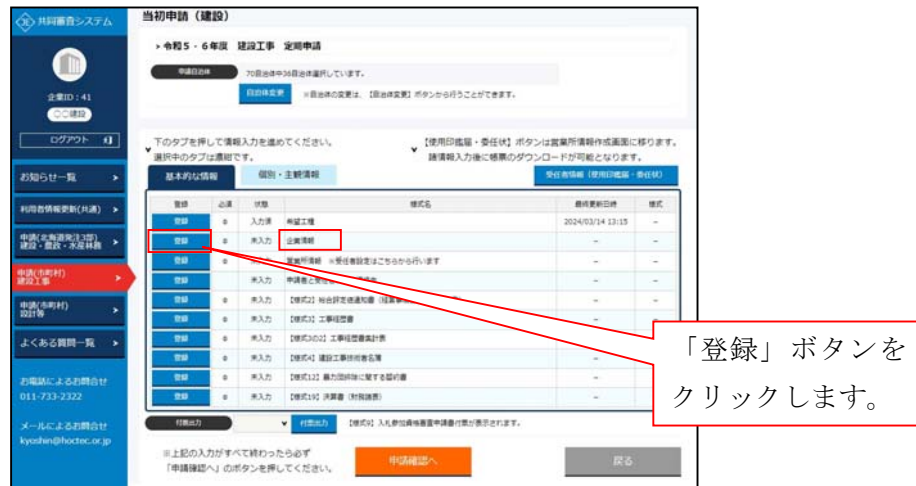 共同審査システム
企業ID：41
〇〇建設
ログアウト
お知らせ一覧
利用者情報更新(共通)
申請(北海道発注3部)
建設・農政・水産林務
申請(市町村)
建設工事
申請(市町村)
設計等
よくある質問一覧
お電話によるお問合せ
011-733-2322
メールによるお問合せ
kyoshin@hoctec.or.jp
当初申請（建設）
> 令和５・６年度 建設工事 定期申請
申請自治体 70自治体中36自治体選択しています。
自治体変更 ※自治体の変更は、【自治体変更】ボタンから行うことができます。
下のタブを押して情報入力を進めてください。
選択中のタブは濃紺です。
【使用印鑑届・委任状】ボタンは営業所情報作成画面に移ります。
諸情報入力後に帳票のダウンロードが可能となります。
基本的な情報 個別・主観情報 受任者情報（使用印鑑届・委任状）
登録 必須 状態 様式名 最終更新日時 様式
登録 入力済 希望工種 2024/03/14 13:15 －
登録 未入力 企業情報 － －
登録 営業所情報 ※受任者設定はこちらから行います － －
登録 未入力 申請者と受任者 － －
登録 未入力 【様式2】総合評定値通知書 －
登録 未入力 【様式3】工事経歴書
登録 未入力 【様式3の2】工事経歴書集計表
登録 未入力 【様式4】建設工事技術者名簿
登録 未入力 【様式12】暴力団排除に関する誓約書 －
登録 未入力 【様式19】決算書（財務諸表） －
付票出力 付票出力 【様式9】入札参加資格審査申請書付票が表示されます。
※上記の入力がすべて終わったら必ず
「申請確認へ」のボタンを押してください。
申請確認へ 戻る
「登録」ボタンを
クリックします。